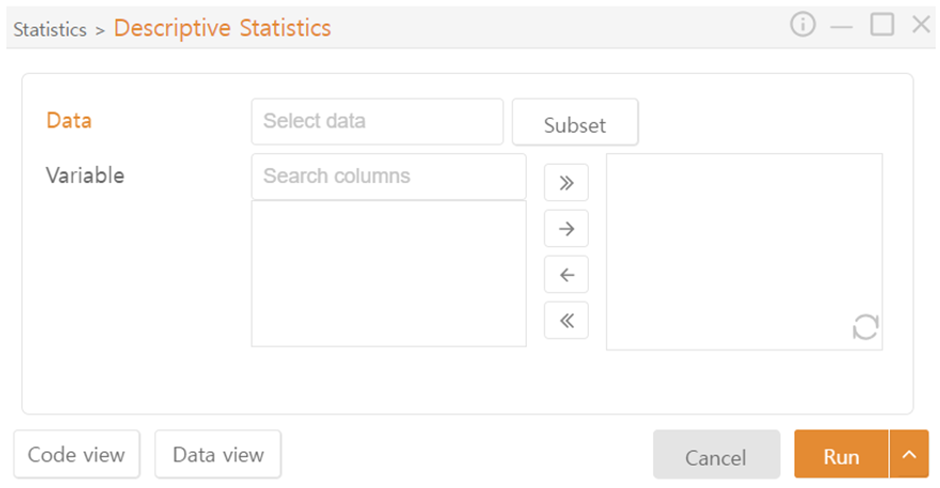 Statistics > Descriptive Statistics
Data
Select data
Subset
Variable
Search columns
Code view
Data view
Cancel
Run